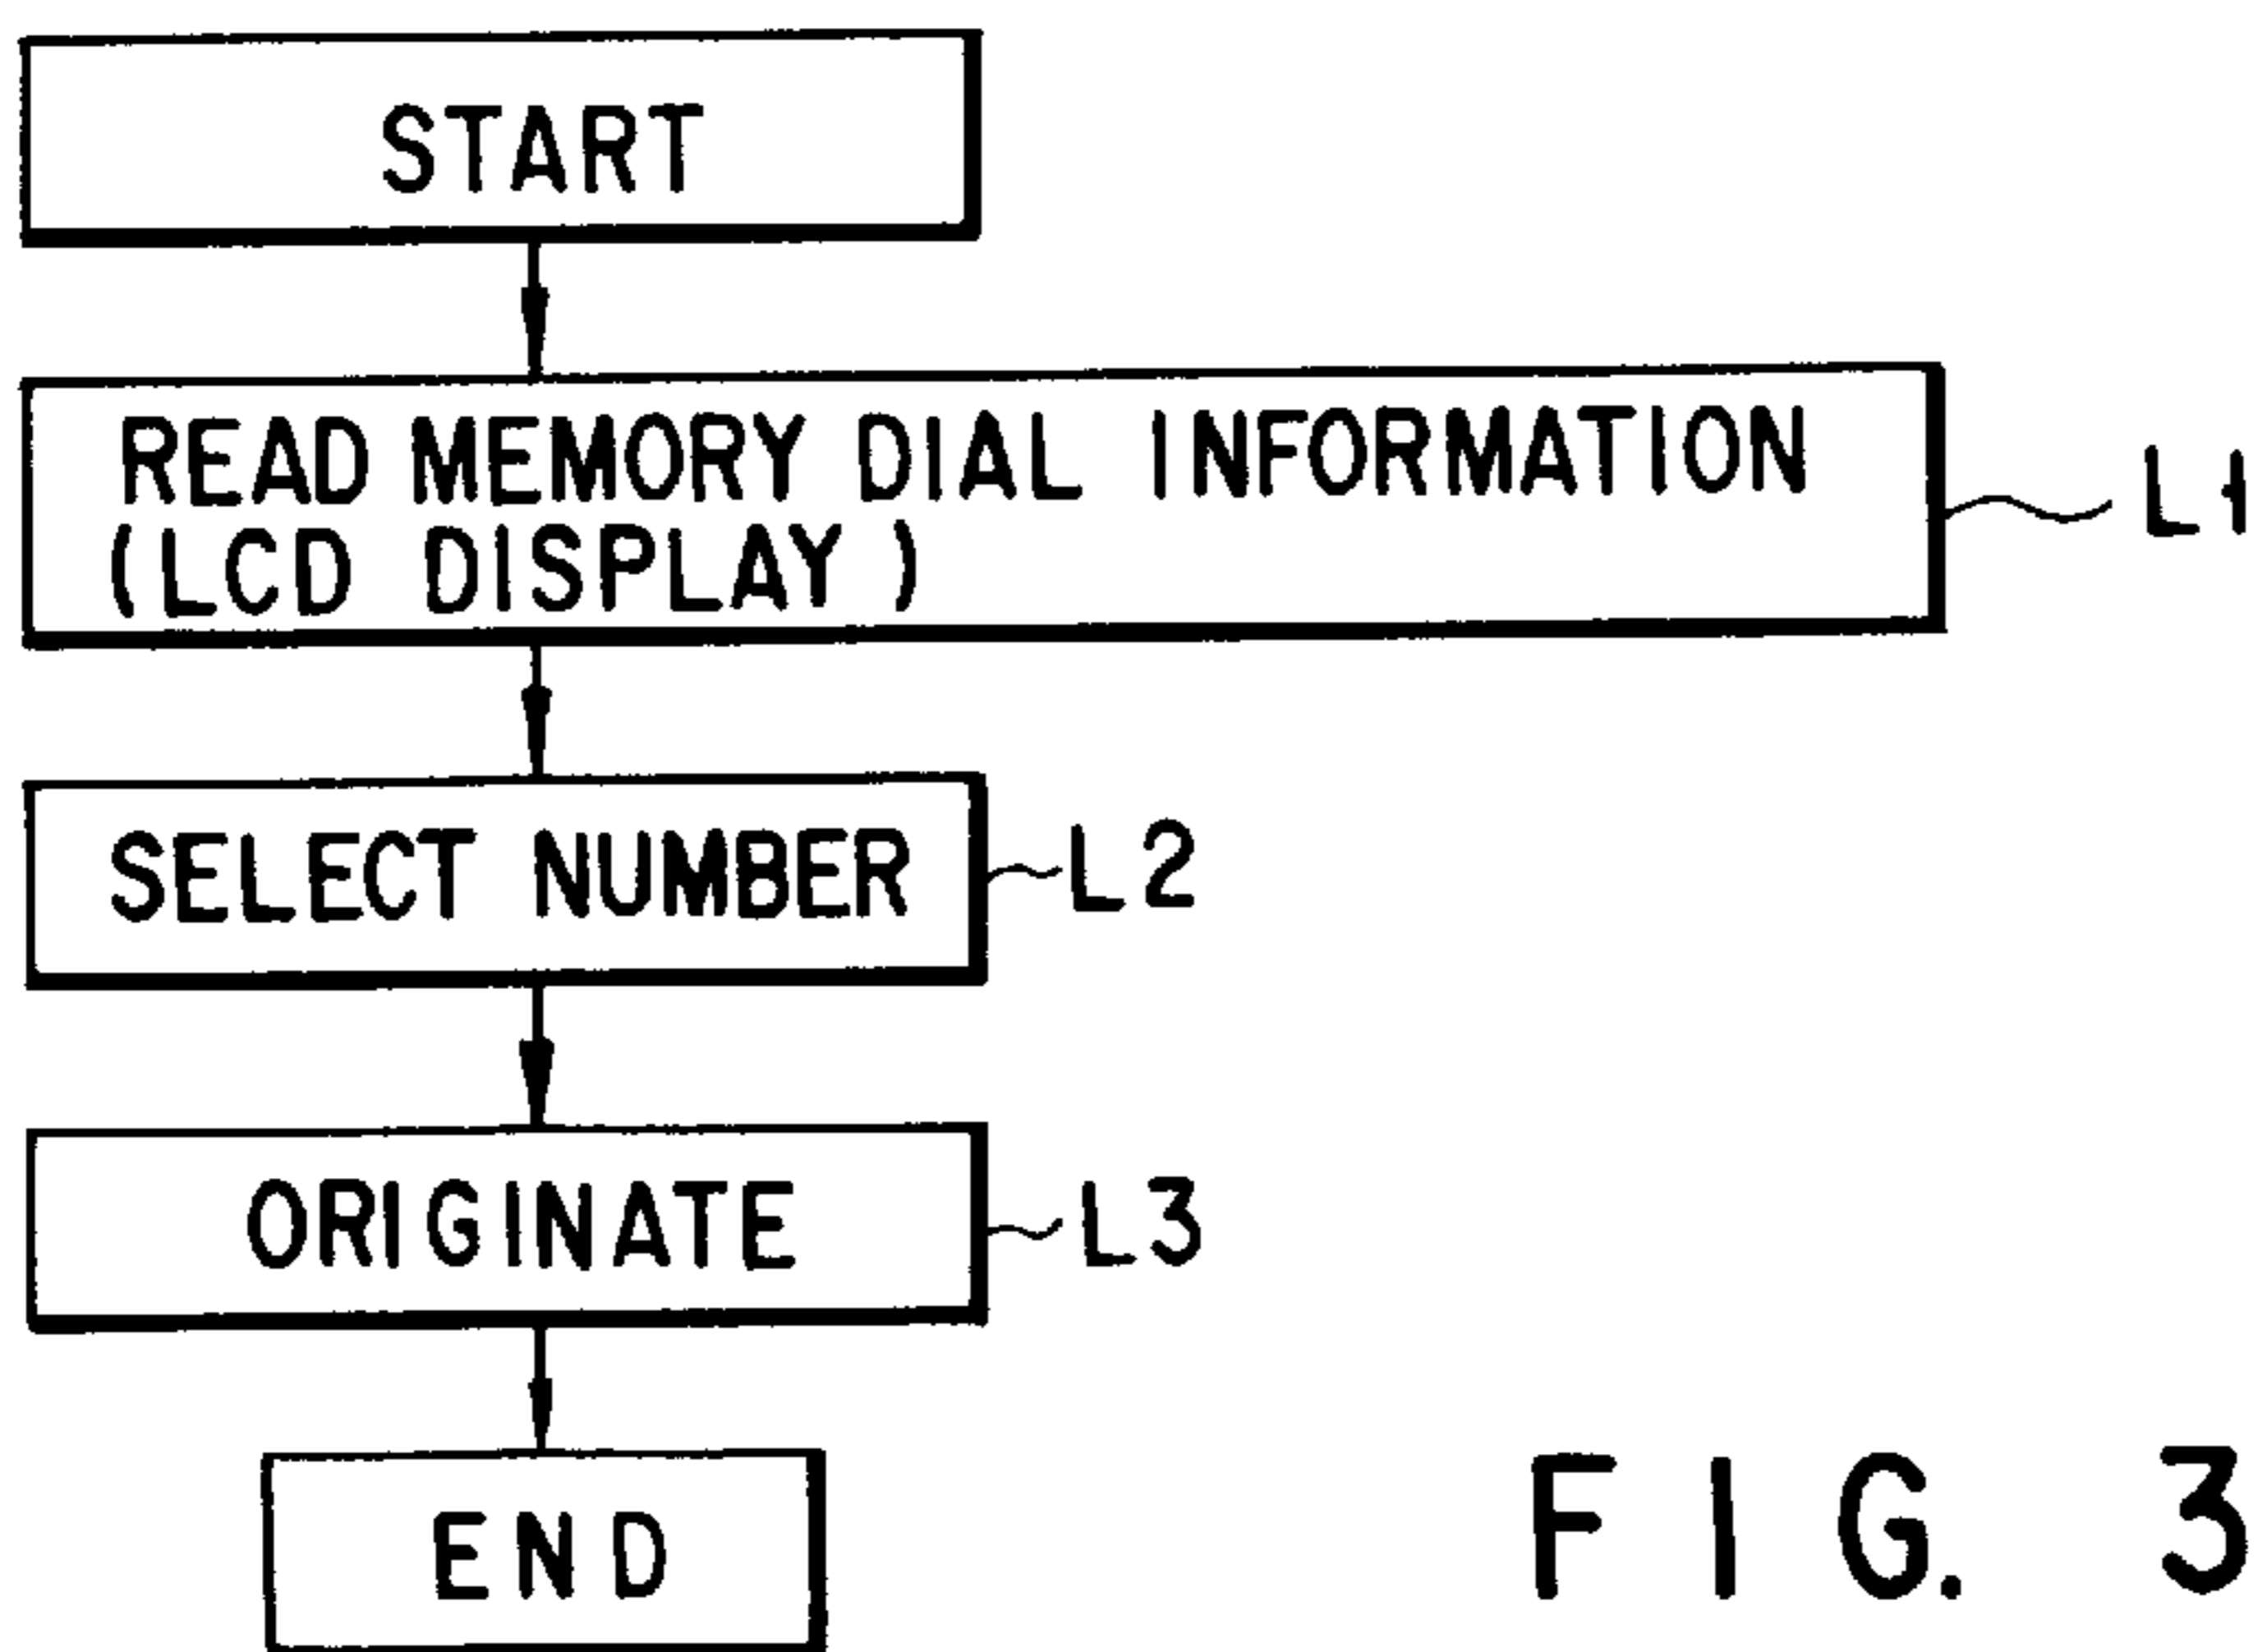 START
READ MEMORY DIAL INFORMATION
(LCD DISPLAY)
L1
SELECT NUMBER
L2
ORIGINATE
L3
END
FIG. 3